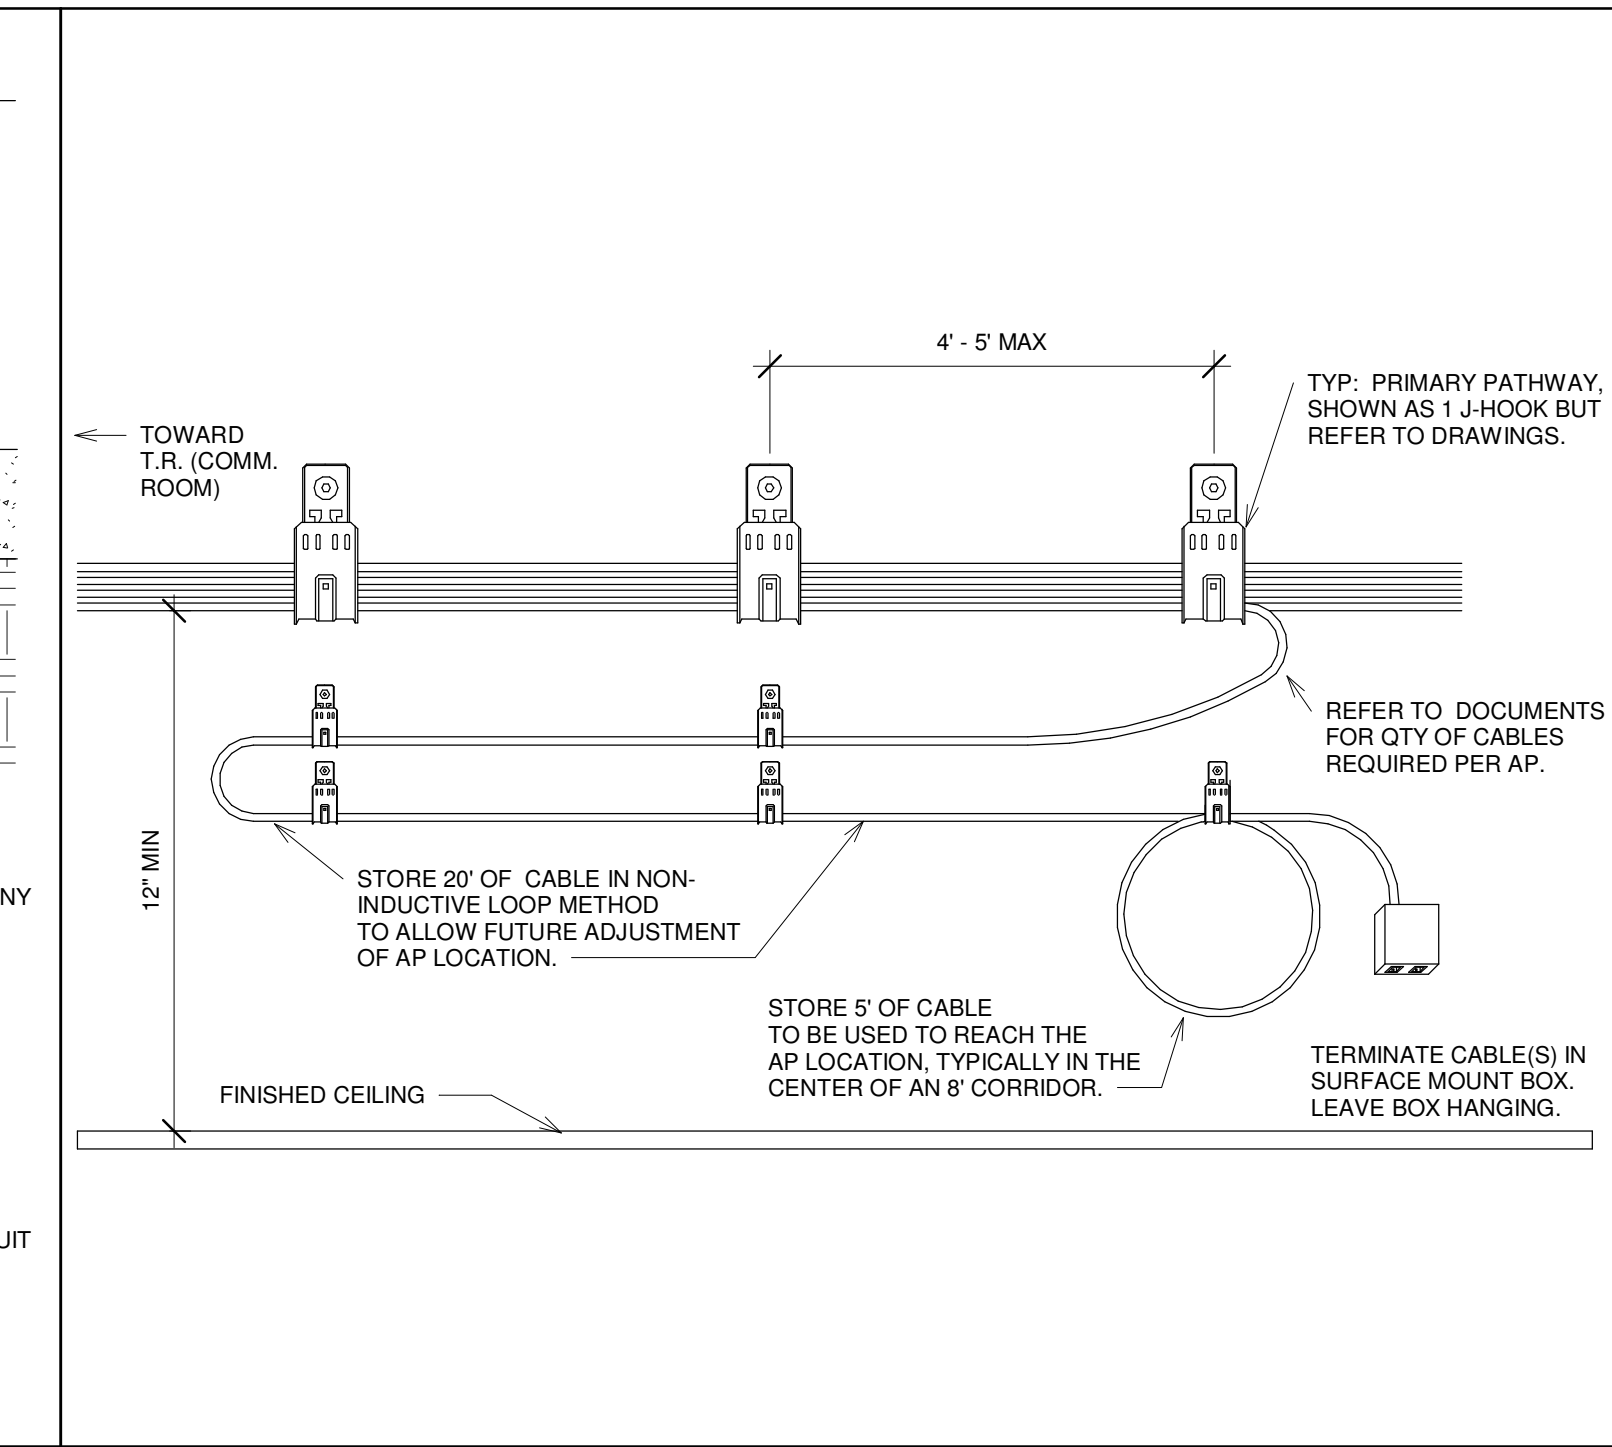 4' - 5' MAX
TYP: PRIMARY PATHWAY,
SHOWN AS 1 J-HOOK BUT
REFER TO DRAWINGS.
TOWARD
T.R. (COMM.
ROOM)
REFER TO DOCUMENTS
FOR QTY OF CABLES
REQUIRED PER AP.
12" MIN
STORE 20' OF CABLE IN NON-
INDUCTIVE LOOP METHOD
TO ALLOW FUTURE ADJUSTMENT
OF AP LOCATION.
NY
STORE 5' OF CABLE
TO BE USED TO REACH THE
AP LOCATION, TYPICALLY IN THE
CENTER OF AN 8' CORRIDOR.
TERMINATE CABLE(S) IN
SURFACE MOUNT BOX.
LEAVE BOX HANGING.
FINISHED CEILING
UIT